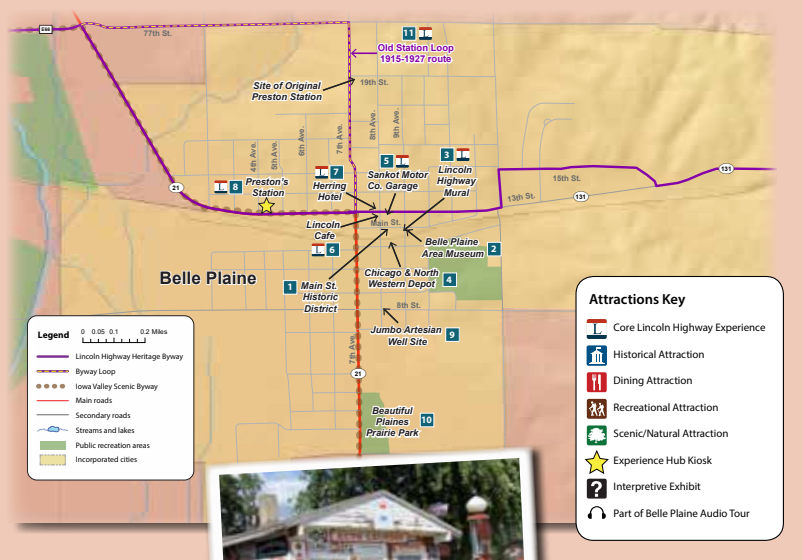 E66
77th St.
11 L
Old Station Loop
1915-1927 route
Site of Original
Preston Station
19th St.
4th Ave.
5th Ave.
6th Ave.
7th Ave.
8th Ave.
9th Ave.
21
L 8
Preston's
Station
L 7
Herring
Hotel
5 L
Sankot Motor
Co. Garage
3 L
Lincoln
Highway
Mural
15th St.
131
13th St.
131
Main St.
Lincoln
Cafe
L 6
Belle Plaine
Area Museum
2
Belle Plaine
1
Main St.
Historic
District
Chicago & North
Western Depot
4
8th St.
Jumbo Artesian
Well Site
9
7th Ave.
21
Beautiful
Plaines
Prairie Park
10
Legend
0 0.05 0.1 0.2 Miles
Lincoln Highway Heritage Byway
Byway Loop
Iowa Valley Scenic Byway
Main roads
Secondary roads
Streams and lakes
Public recreation areas
Incorporated cities
Attractions Key
L Core Lincoln Highway Experience
Historical Attraction
Dining Attraction
Recreational Attraction
Scenic/Natural Attraction
Experience Hub Kiosk
? Interpretive Exhibit
Part of Belle Plaine Audio Tour